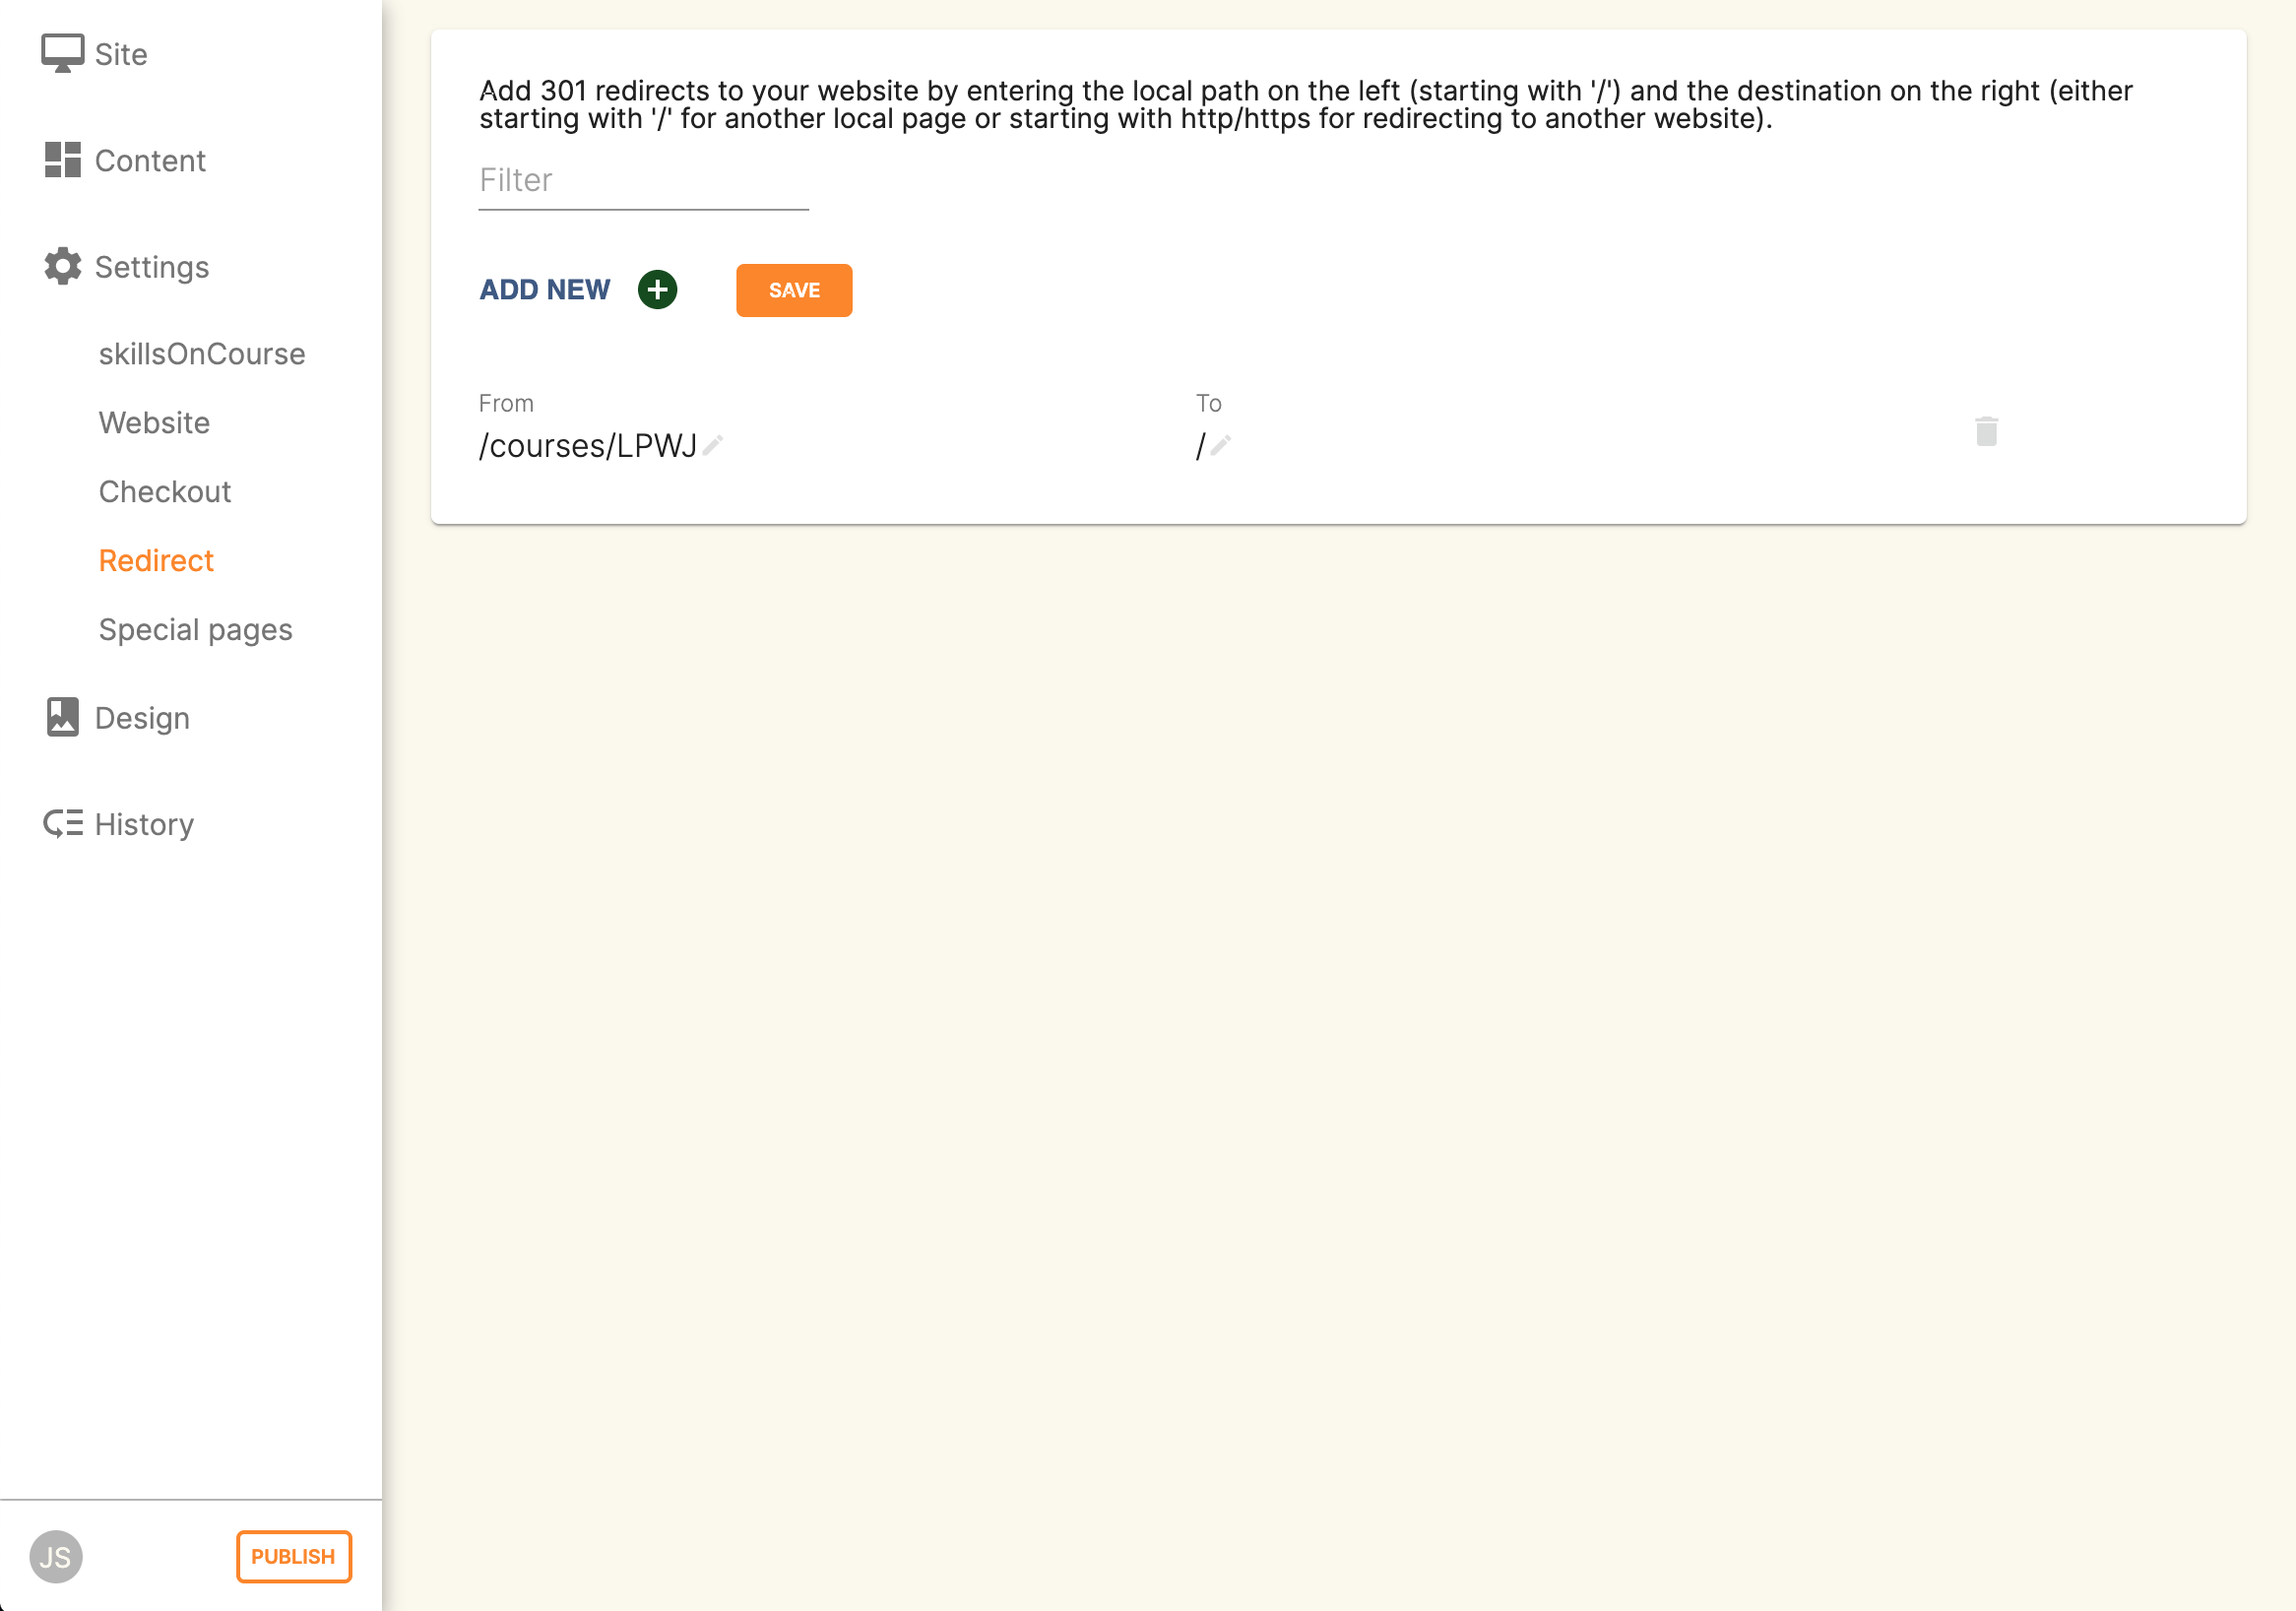 Site
Content
Settings
skillsOnCourse
Website
Checkout
Redirect
Special pages
Design
History
JS
PUBLISH
Add 301 redirects to your website by entering the local path on the left (starting with '/') and the destination on the right (either
starting with '/' for another local page or starting with http/https for redirecting to another website).
Filter
ADD NEW
SAVE
From
To
/courses/LPWJ
/